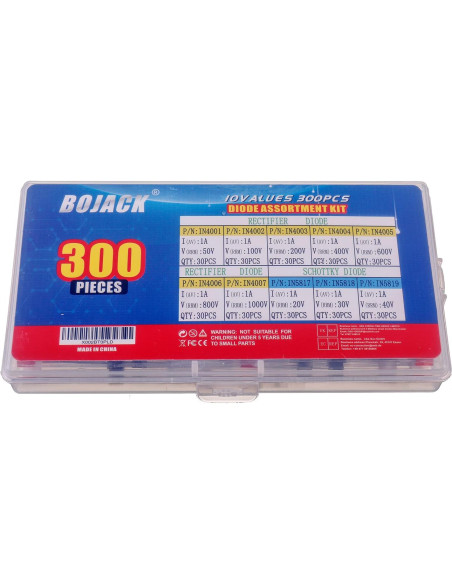 BOJACK®
10VALUES 300PCS
DIODE ASSORTMENT KIT
300
PIECES
RECTIFIER DIODE
P/N:IN4001 P/N:IN4002 P/N:IN4003 P/N:IN4004 P/N:IN4005
I(AV):1A I(AV):1A I(AV):1A I(AV):1A I(AV):1A
V(RRM):50V V(RRM):100V V(RRM):200V V(RRM):400V V(RRM):600V
QTY:30PCS QTY:30PCS QTY:30PCS QTY:30PCS QTY:30PCS
RECTIFIER DIODE SCHOTTKY DIODE
P/N:IN4006 P/N:IN4007 P/N:IN5817 P/N:IN5818 P/N:IN5819
I(AV):1A I(AV):1A I(AV):1A I(AV):1A I(AV):1A
V(RRM):800V V(RRM):1000V V(RRM):20V V(RRM):30V V(RRM):40V
QTY:30PCS QTY:30PCS QTY:30PCS QTY:30PCS QTY:30PCS
MADE IN CHINA
WARNING: NOT SUITABLE FOR
CHILDREN UNDER 5 YEARS DUE
TO SMALL PARTS